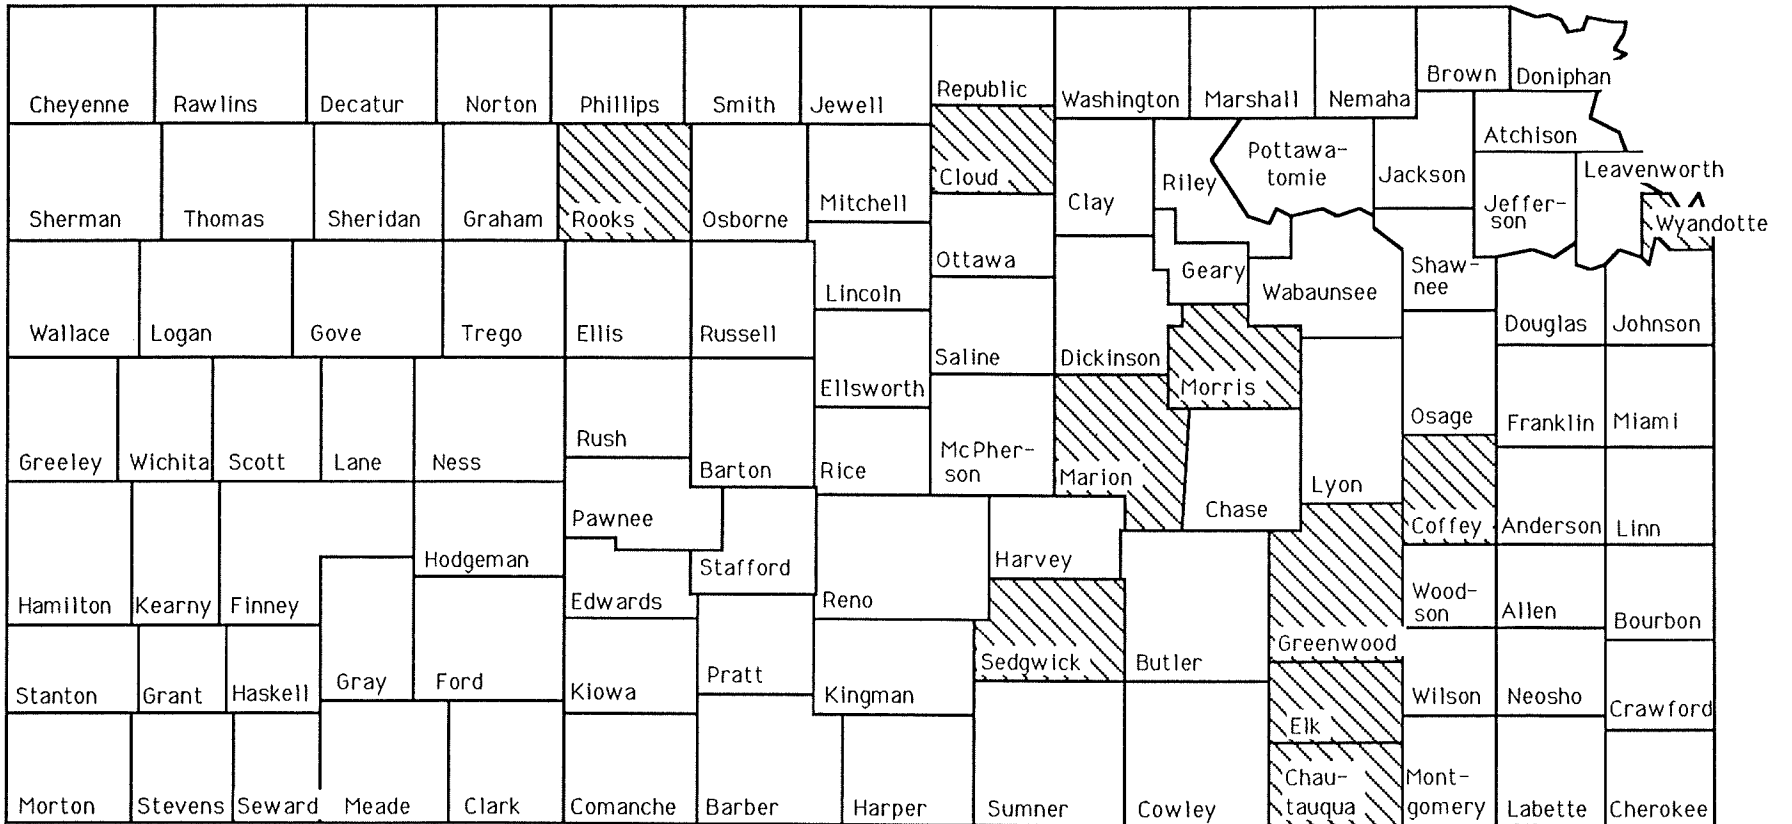 Brown Doniphan
Republic
Cheyenne Rawlins Decatur Norton Phillips Smith Jewell Washington Marshall Nemaha
Atchison
Pottawa-
tomie
Leavenworth
Cloud Riley Jackson
Mitchell Clay
Jeffer-
son
Sherman Thomas Sheridan Graham Rooks Osborne Wyandotte
Ottawa Geary
Shaw-
nee
Lincoln Wabaunsee
Wallace Logan Gove Trego Ellis Russell Douglas Johnson
Saline Dickinson
Ellsworth Morris
Osage Franklin Miami
Rush
McPher-
son
Greeley Wichita Scott Lane Ness Barton Rice Marion Lyon
Pawnee Chase Coffey Anderson Linn
Hodgeman Stafford Harvey
Hamilton Kearny Finney Edwards Reno
Wood-
son
Allen Bourbon
Greenwood
Sedgwick Butler
Stanton Grant Haskell Gray Ford Kiowa Pratt Kingman Wilson Neosho Crawford
Elk
Chau-
tauqua
Mont-
gomery
Morton Stevens Seward Meade Clark Comanche Barber Harper Sumner Cowley Labette Cherokee